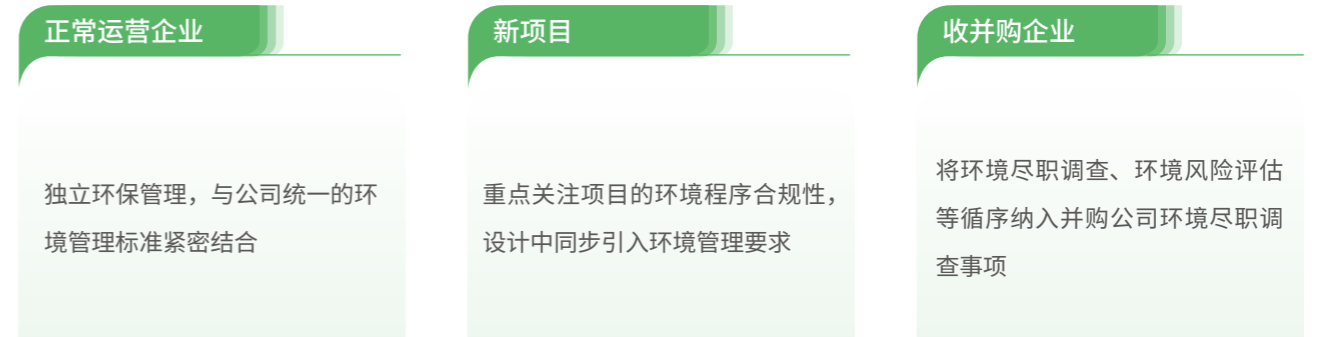 正常运营企业
独立环保管理，与公司统一的环
境管理标准紧密结合
新项目
重点关注项目的环境程序合规性，
设计中同步引入环境管理要求
收并购企业
将环境尽职调查、环境风险评估
等循序纳入并购公司环境尽职调
查事项